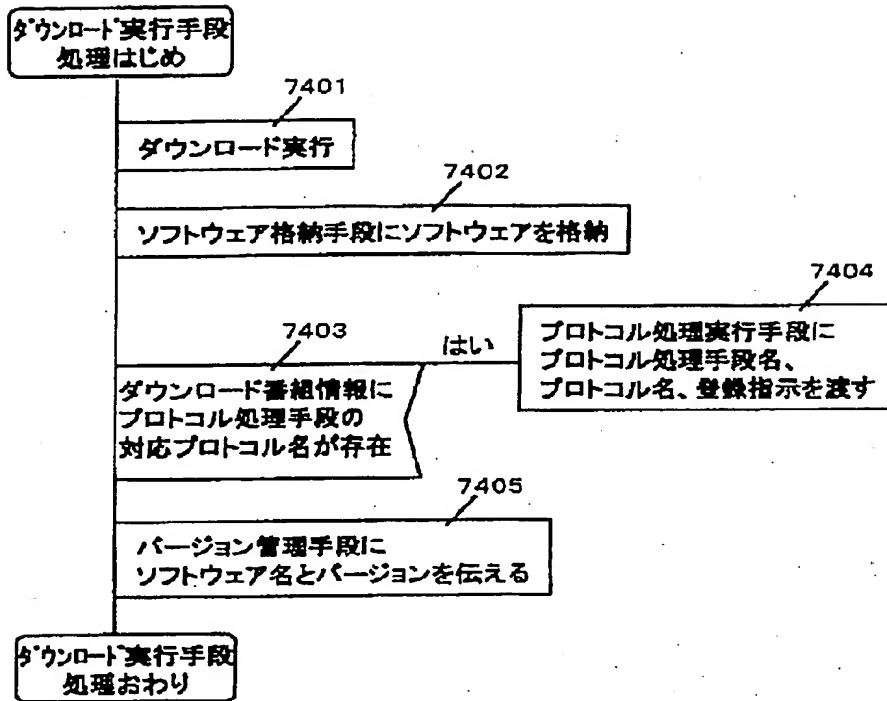 ダウンロード実行手段
処理はじめ
7401
ダウンロード実行
7402
ソフトウェア格納手段にソフトウェアを格納
7403
ダウンロード番組情報に
プロトコル処理手段の
対応プロトコル名が存在
はい
7404
プロトコル処理実行手段に
プロトコル処理手段名、
プロトコル名、登録指示を渡す
7405
バージョン管理手段に
ソフトウェア名とバージョンを伝える
ダウンロード実行手段
処理おわり